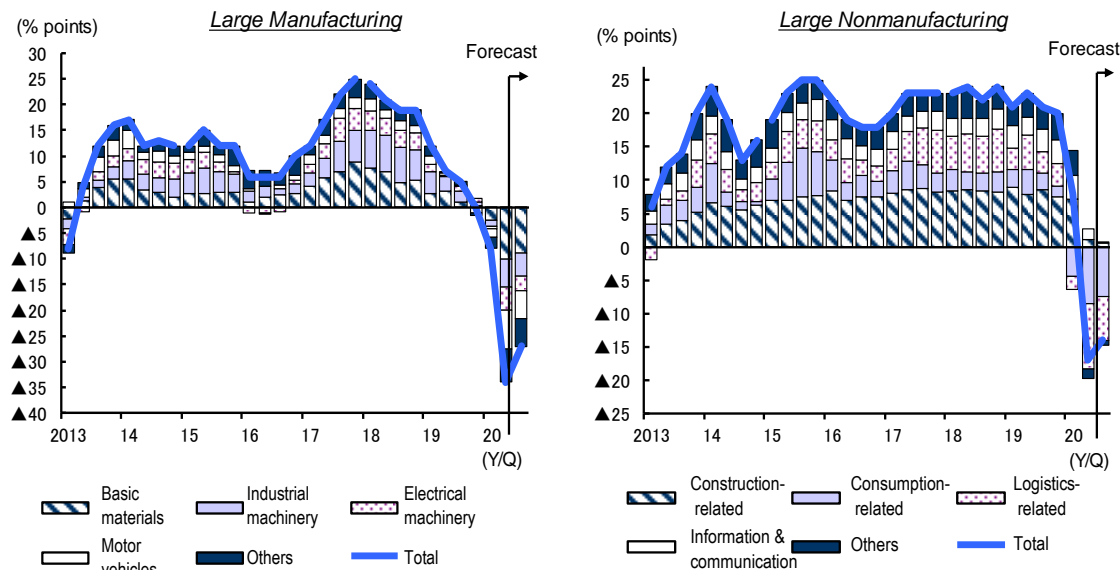 Large Manufacturing
(% points)
Forecast
30
25
20
15
10
5
0
▲5
▲10
▲15
▲20
▲25
▲30
▲35
▲40
2013 14 15 16 17 18 19 20
(Y/Q)
Basic materials
Industrial machinery
Electrical machinery
Motor vehicles
Others
Total
Large Nonmanufacturing
(% points)
Forecast
25
20
15
10
5
0
▲5
▲10
▲15
▲20
▲25
2013 14 15 16 17 18 19 20
(Y/Q)
Construction-
related
Consumption-
related
Logistics-
related
Information &
communication
Others
Total